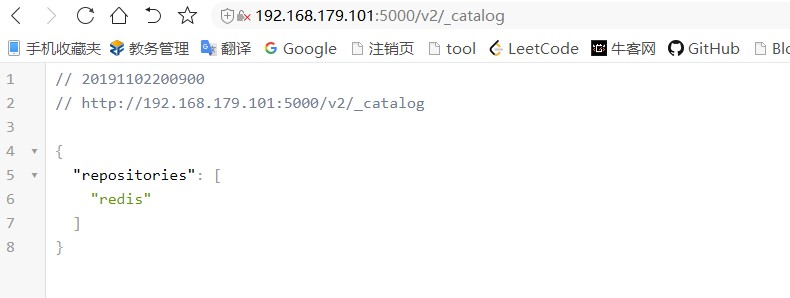 192.168.179.101:5000/v2/_catalog
手机收藏夹 教务管理 翻译 Google 注销页 tool LeetCode 牛客网 GitHub Blo
1 // 20191102200900
2 // http://192.168.179.101:5000/v2/_catalog
3
4 {
5 "repositories": [
6 "redis"
7 ]
8 }